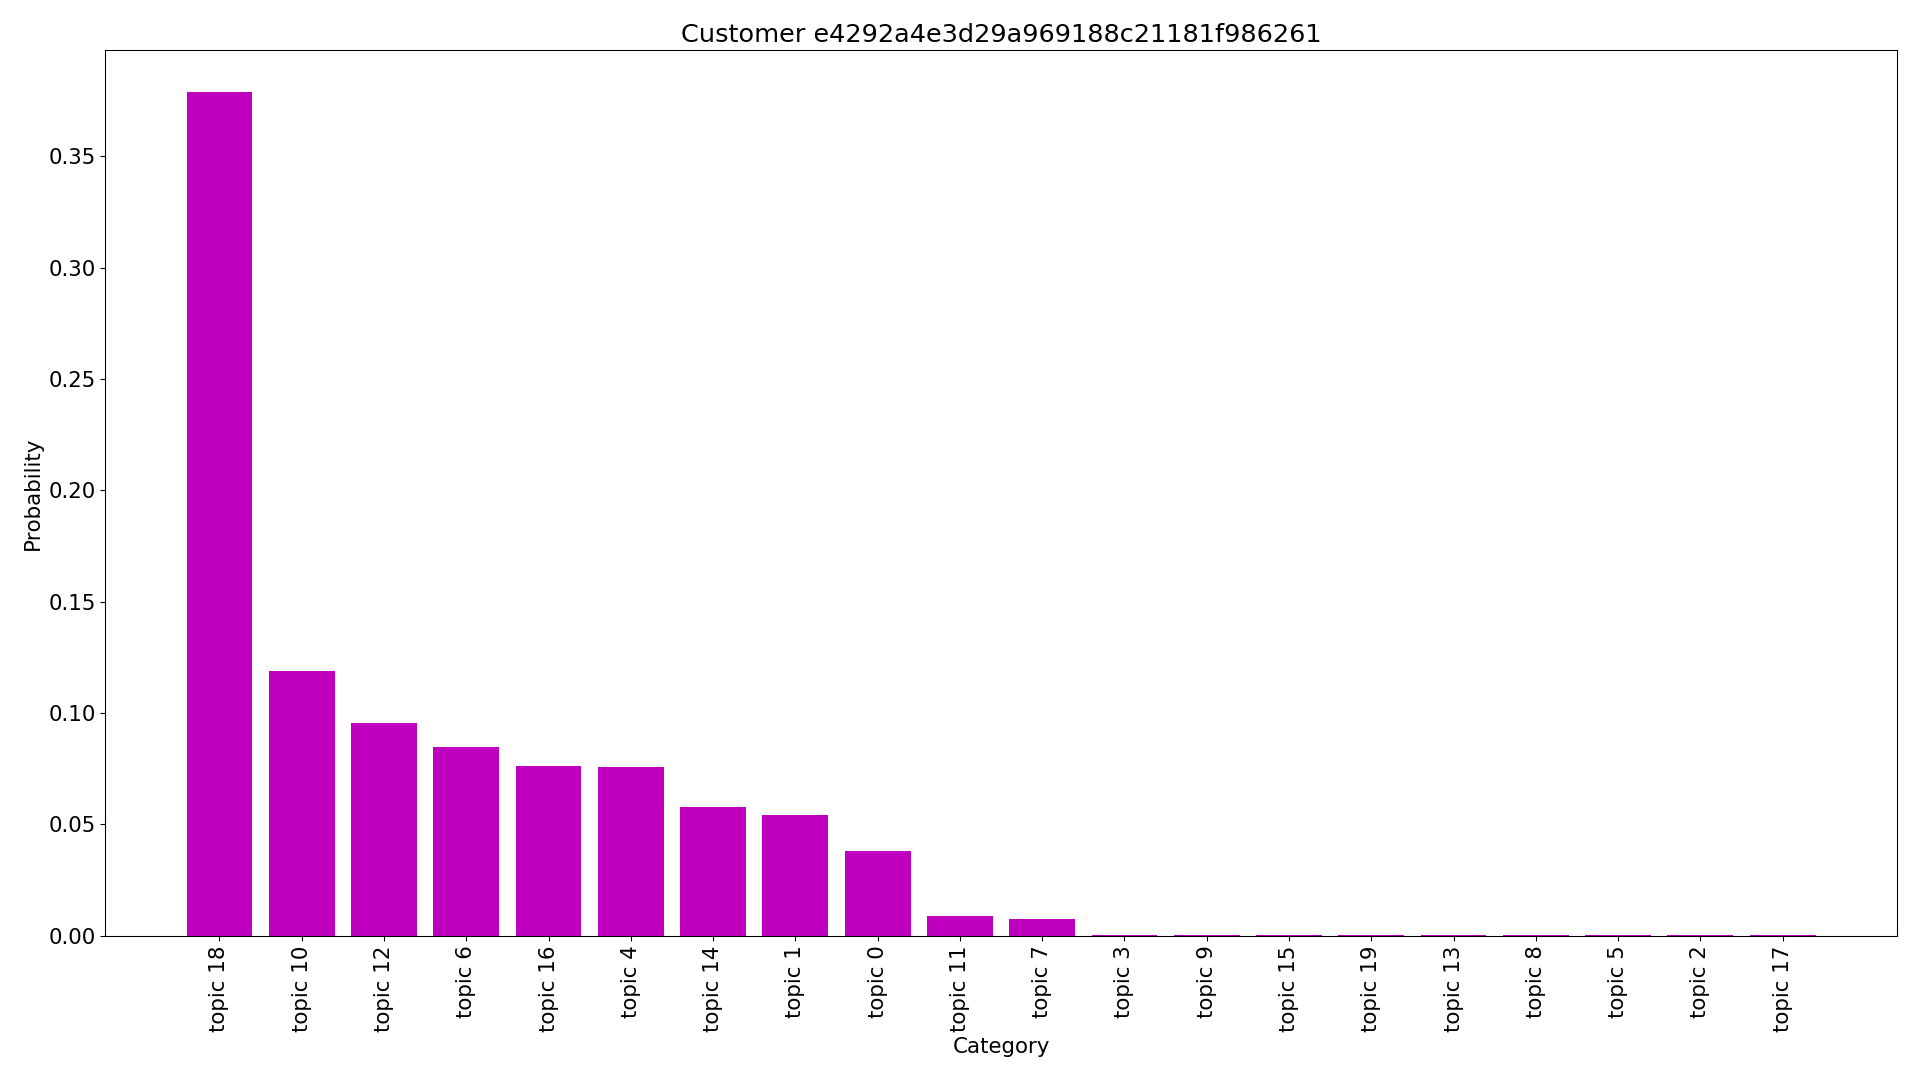 Customer e4292a4e3d29a969188c21181f986261
Probability
0.35
0.30
0.25
0.20
0.15
0.10
0.05
0.00
topic 18
topic 10
topic 12
topic 6
topic 16
topic 4
topic 14
topic 1
topic 0
topic 11
topic 7
topic 3
topic 9
topic 15
topic 19
topic 13
topic 8
topic 5
topic 2
topic 17
Category